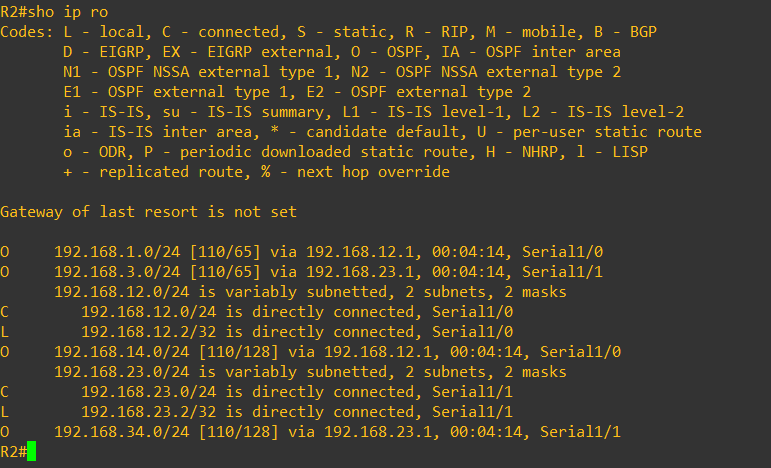 R2#sho ip ro
Codes: L - local, C - connected, S - static, R - RIP, M - mobile, B - BGP
D - EIGRP, EX - EIGRP external, O - OSPF, IA - OSPF inter area
N1 - OSPF NSSA external type 1, N2 - OSPF NSSA external type 2
E1 - OSPF external type 1, E2 - OSPF external type 2
i - IS-IS, su - IS-IS summary, L1 - IS-IS level-1, L2 - IS-IS level-2
ia - IS-IS inter area, * - candidate default, U - per-user static route
o - ODR, P - periodic downloaded static route, H - NHRP, l - LISP
+ - replicated route, % - next hop override
Gateway of last resort is not set
O 192.168.1.0/24 [110/65] via 192.168.12.1, 00:04:14, Serial1/0
O 192.168.3.0/24 [110/65] via 192.168.23.1, 00:04:14, Serial1/1
192.168.12.0/24 is variably subnetted, 2 subnets, 2 masks
C 192.168.12.0/24 is directly connected, Serial1/0
L 192.168.12.2/32 is directly connected, Serial1/0
O 192.168.14.0/24 [110/128] via 192.168.12.1, 00:04:14, Serial1/0
192.168.23.0/24 is variably subnetted, 2 subnets, 2 masks
C 192.168.23.0/24 is directly connected, Serial1/1
L 192.168.23.2/32 is directly connected, Serial1/1
O 192.168.34.0/24 [110/128] via 192.168.23.1, 00:04:14, Serial1/1
R2#